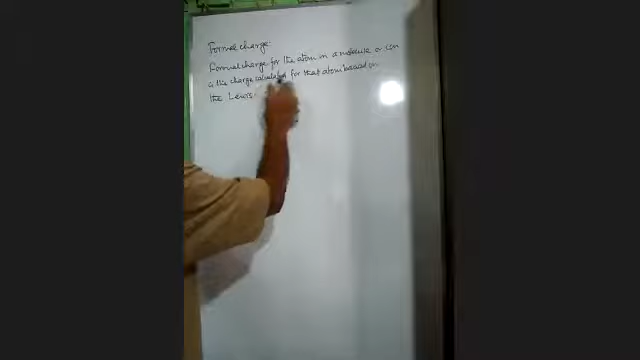 Formal charge:
Formal charge for the atom in a molecule or ion
is the charge calculated for that atom based on
the Lewis